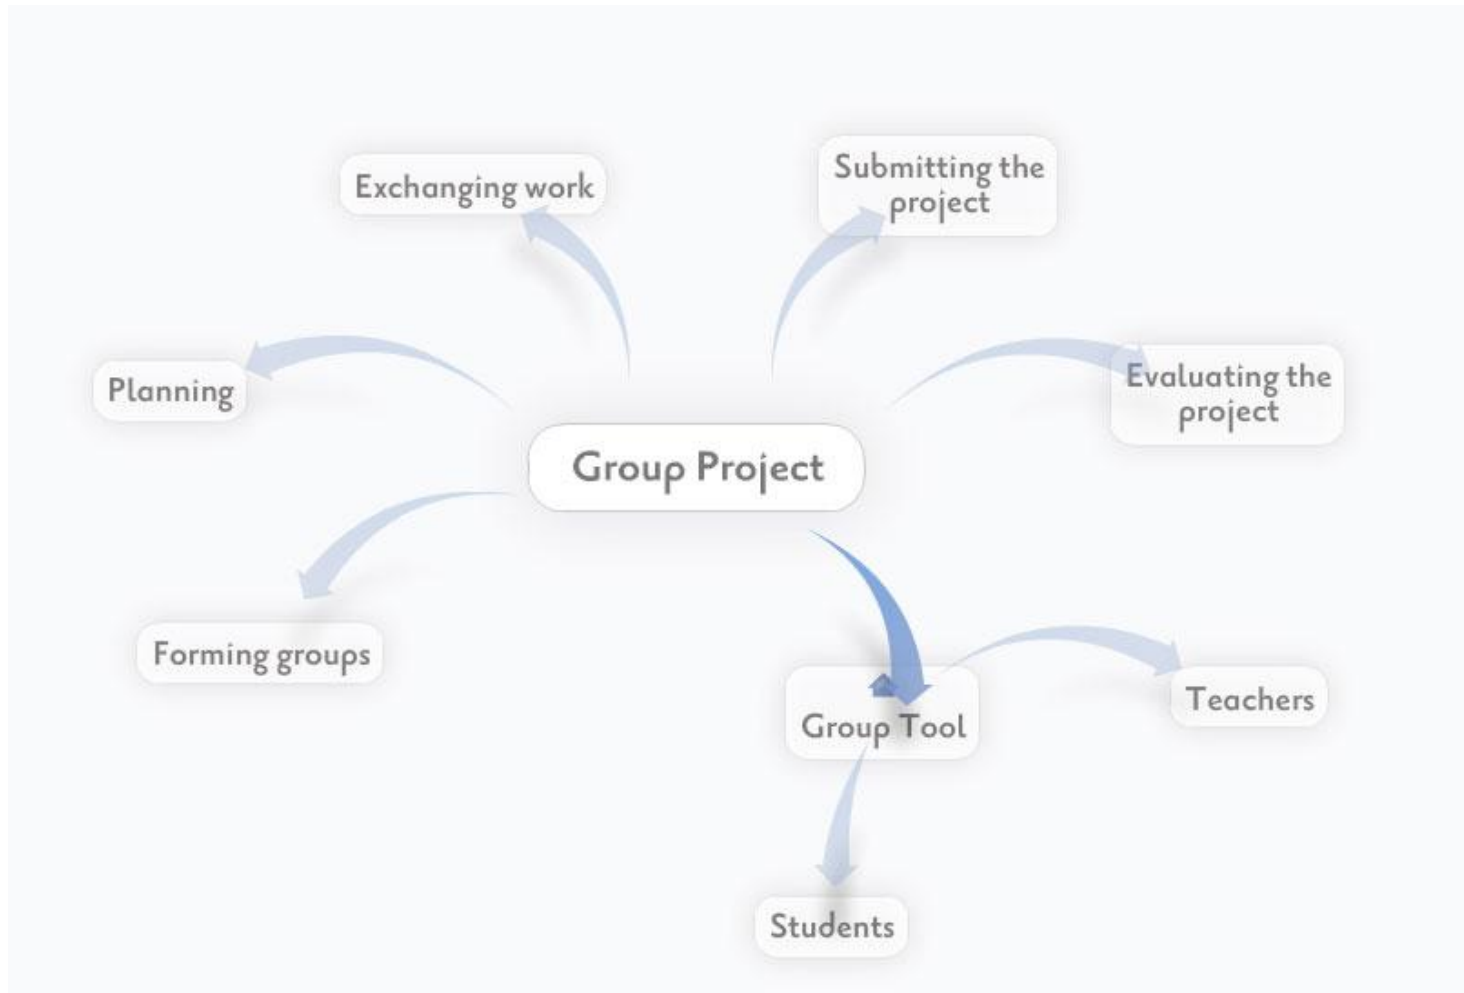 Exchanging work
Submitting the
project
Planning
Evaluating the
project
Group Project
Forming groups
Group Tool
Teachers
Students